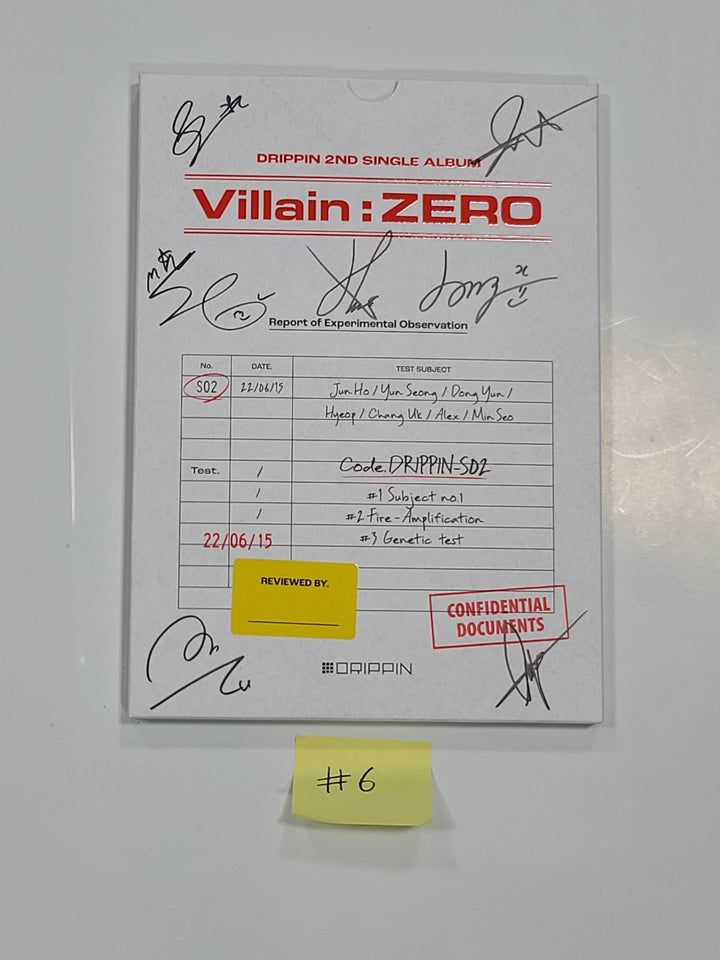 DRIPPIN 2ND SINGLE ALBUM
Villain : ZERO
Report of Experimental Observation
No. DATE. TEST SUBJECT
S02 22/06/15 Jun Ho / Yun Seong / Dong Yun /
Hyeop / Chang Uk / Alex / Min Seo
Test. / Code.DRIPPIN-S02
/ #1 Subject no.1
/ #2 Fire-Amplification
22/06/15 #3 Genetic test
REVIEWED BY.
CONFIDENTIAL
DOCUMENTS
DRIPPIN
#6